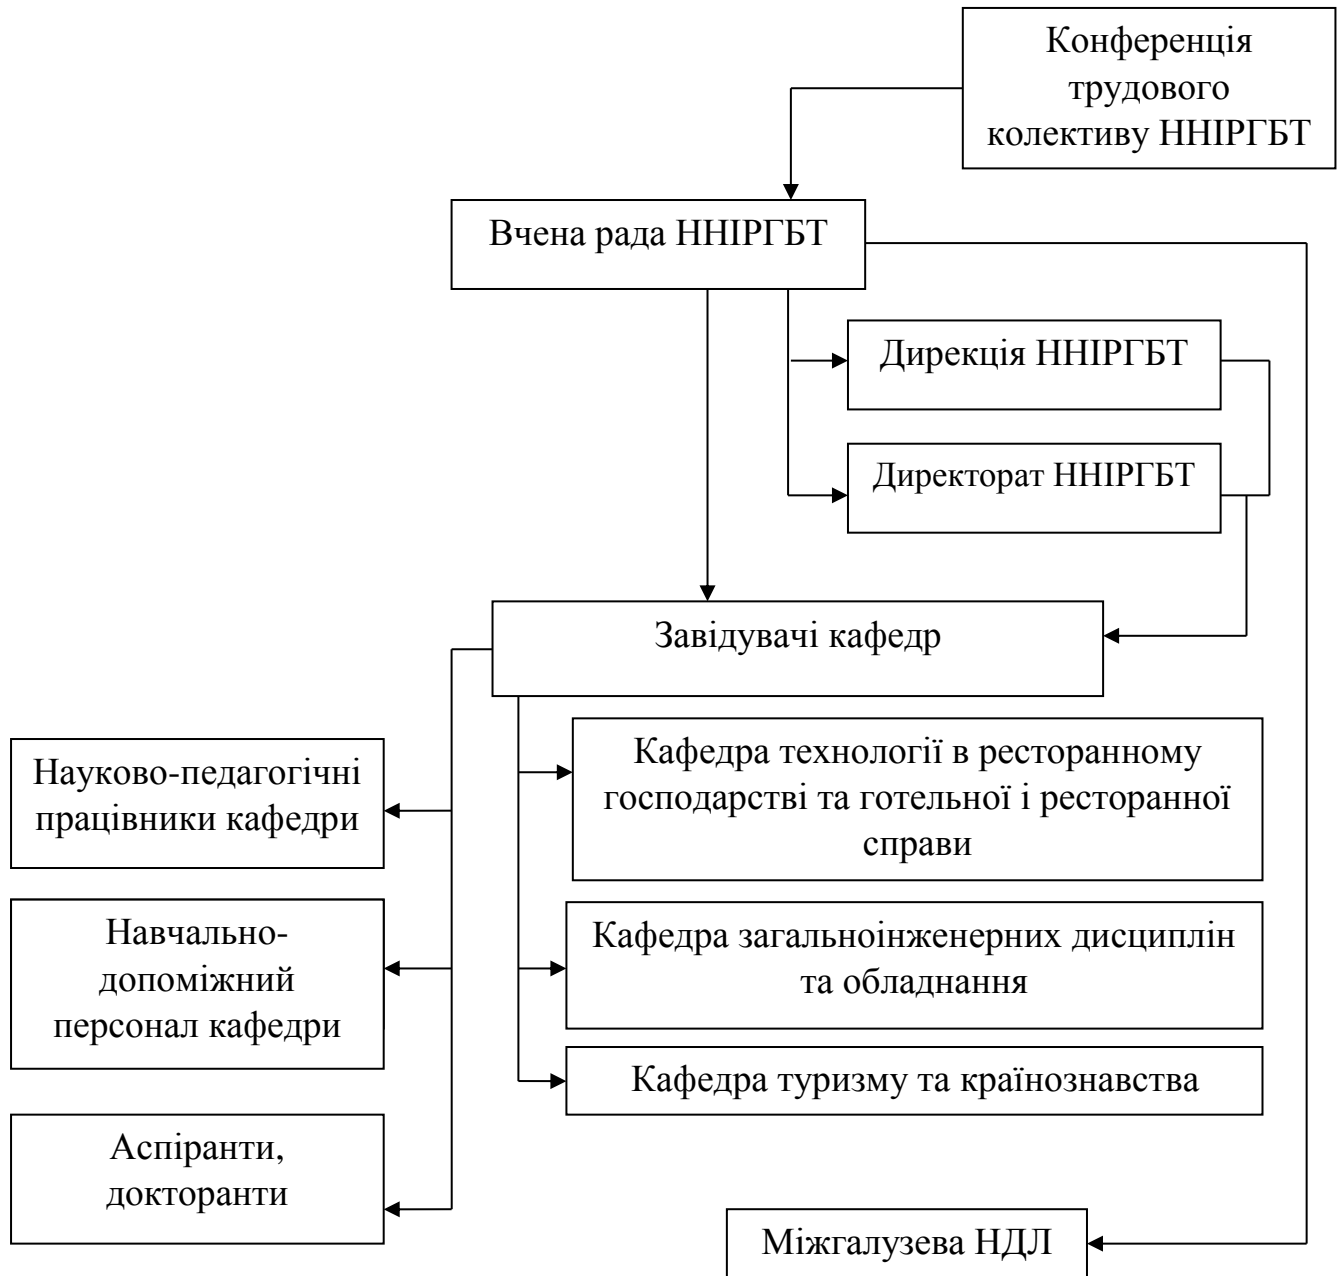 Конференція
трудового
колективу ННІРГБТ
Вчена рада ННІРГБТ
Дирекція ННІРГБТ
Директорат ННІРГБТ
Завідувачі кафедр
Науково-педагогічні
працівники кафедри
Навчально-
допоміжний
персонал кафедри
Аспіранти,
докторанти
Кафедра технології в ресторанному
господарстві та готельної і ресторанної
справи
Кафедра загальноінженерних дисциплін
та обладнання
Кафедра туризму та країнознавства
Міжгалузева НДЛ